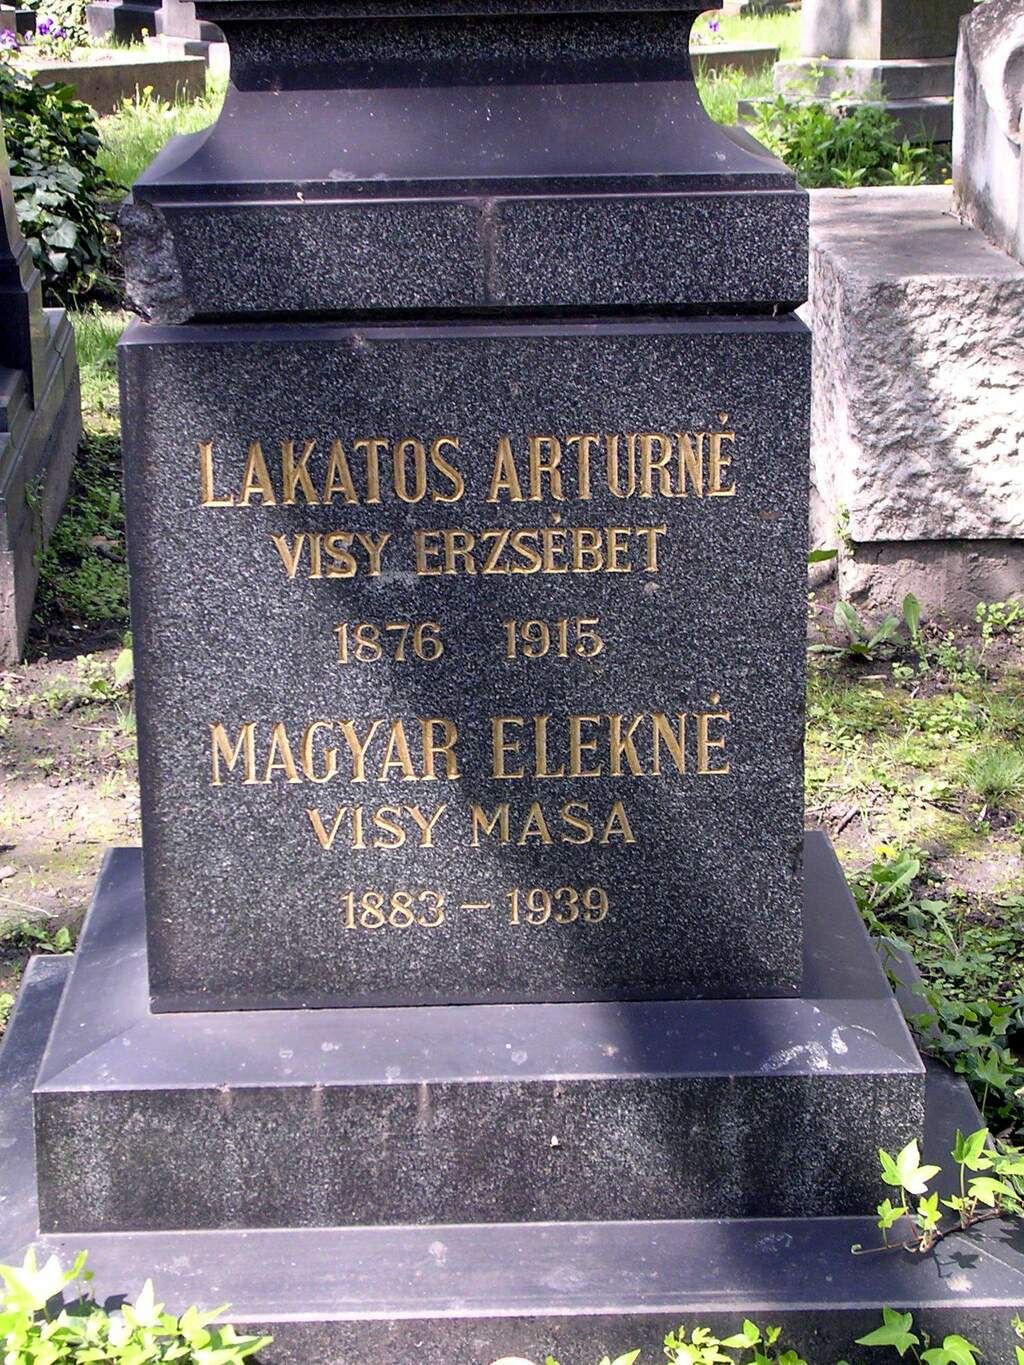 LAKATOS ARTURNÉ
VISY ERZSÉBET
1876 1915
MAGYAR ELEKNÉ
VISY MASA
1883 – 1939